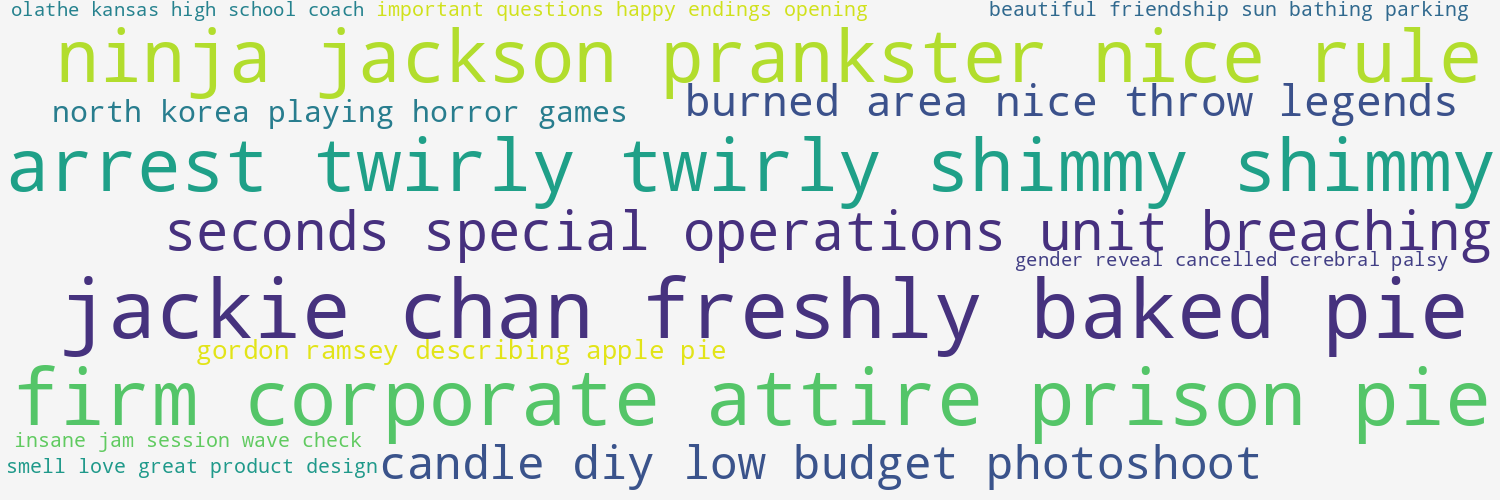 olathe kansas high school coach
important questions happy endings opening
beautiful friendship sun bathing parking
ninja jackson prankster nice rule
north korea playing horror games
burned area nice throw legends
arrest twirly twirly shimmy shimmy
seconds special operations unit breaching
gender reveal cancelled cerebral palsy
jackie chan freshly baked pie
gordon ramsey describing apple pie
firm corporate attire prison pie
insane jam session wave check
smell love great product design
candle diy low budget photoshoot